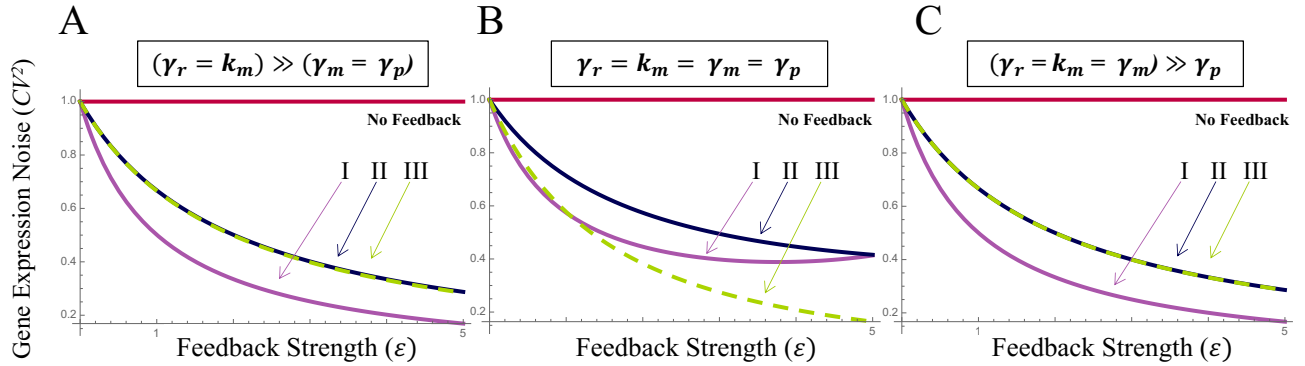 A
B
C
(γr = km) ≫ (γm = γp)
γr = km = γm = γp
(γr = km = γm) ≫ γp
Gene Expression Noise (CV²)
1.0
0.8
0.6
0.4
0.2
No Feedback
I II III
1
5
Feedback Strength (ε)
1.0
0.8
0.6
0.4
0.2
No Feedback
I II III
5
Feedback Strength (ε)
1.0
0.8
0.6
0.4
0.2
No Feedback
I II III
1
5
Feedback Strength (ε)